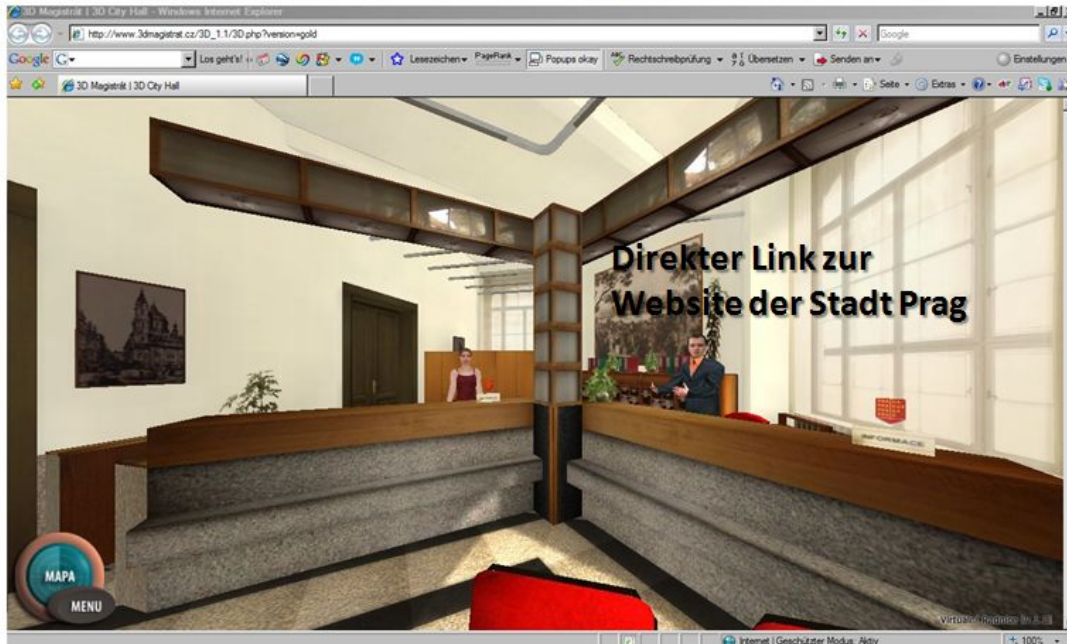 3D Magistrát | 3D City Hall - Windows Internet Explorer
http://www.3dmagistrat.cz/3D_1.1/3D.php?version=gold
Google
Google
Los geht's!
Lesezeichen
PageRank
Popups okay
Rechtschreibprüfung
Übersetzen
Senden an
Einstellungen
3D Magistrát | 3D City Hall
Seite
Extras
Direkter Link zur
Website der Stadt Prag
INFORMACE
MAPA
MENU
Internet | Geschützter Modus: Aktiv
100%